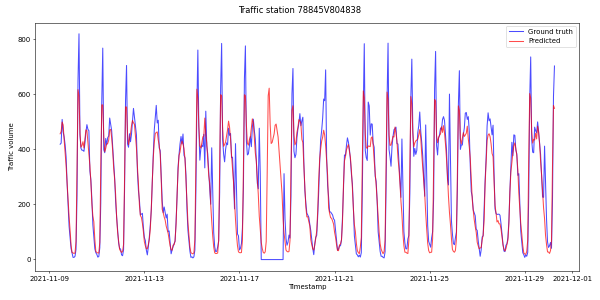 Traffic station 78845V804838
Ground truth
Predicted
800
600
400
200
0
Traffic volume
2021-11-09
2021-11-13
2021-11-17
2021-11-21
2021-11-25
2021-11-29
2021-12-01
Timestamp